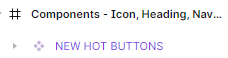 Components - Icon, Heading, Nav...
NEW HOT BUTTONS